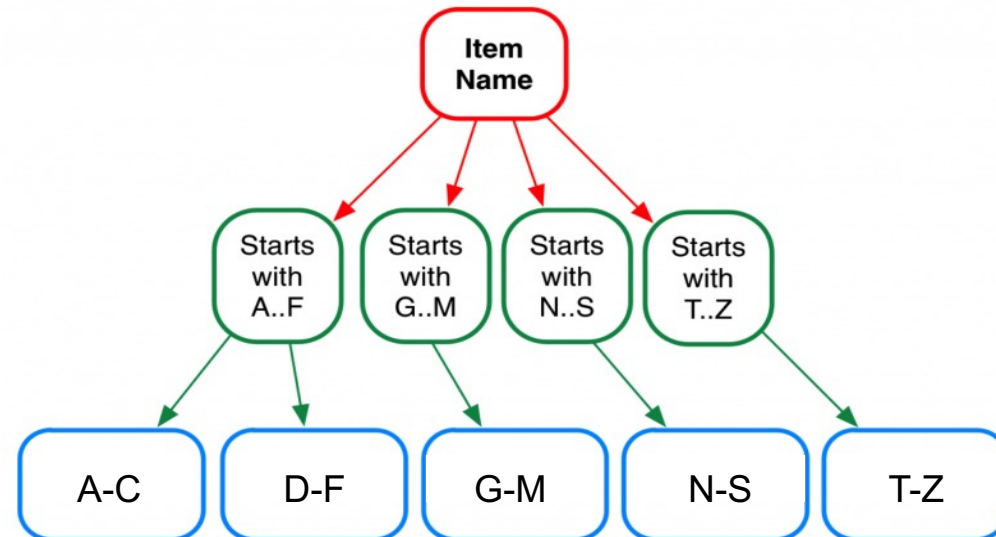 Item
Name
Starts
with
A..F
Starts
with
G..M
Starts
with
N..S
Starts
with
T..Z
A-C
D-F
G-M
N-S
T-Z